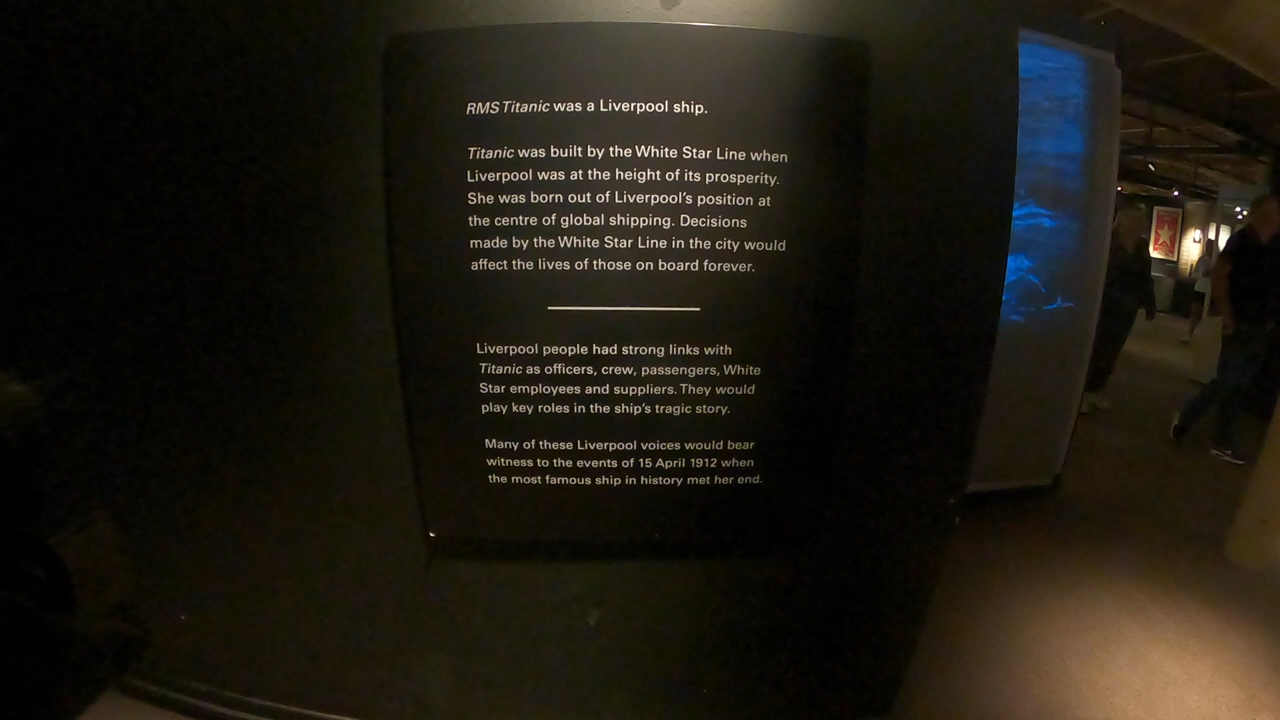 RMS Titanic was a Liverpool ship.
Titanic was built by the White Star Line when
Liverpool was at the height of its prosperity.
She was born out of Liverpool's position at
the centre of global shipping. Decisions
made by the White Star Line in the city would
affect the lives of those on board forever.
Liverpool people had strong links with
Titanic as officers, crew, passengers, White
Star employees and suppliers. They would
play key roles in the ship's tragic story.
Many of these Liverpool voices would bear
witness to the events of 15 April 1912 when
the most famous ship in history met her end.